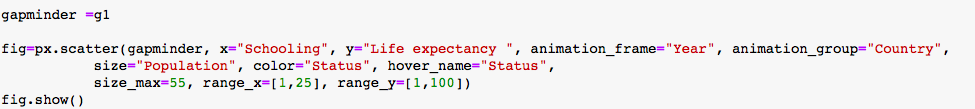 gapminder =g1
fig=px.scatter(gapminder, x="Schooling", y="Life expectancy ", animation_frame="Year", animation_group="Country",
size="Population", color="Status", hover_name="Status",
size_max=55, range_x=[1,25], range_y=[1,100])
fig.show()